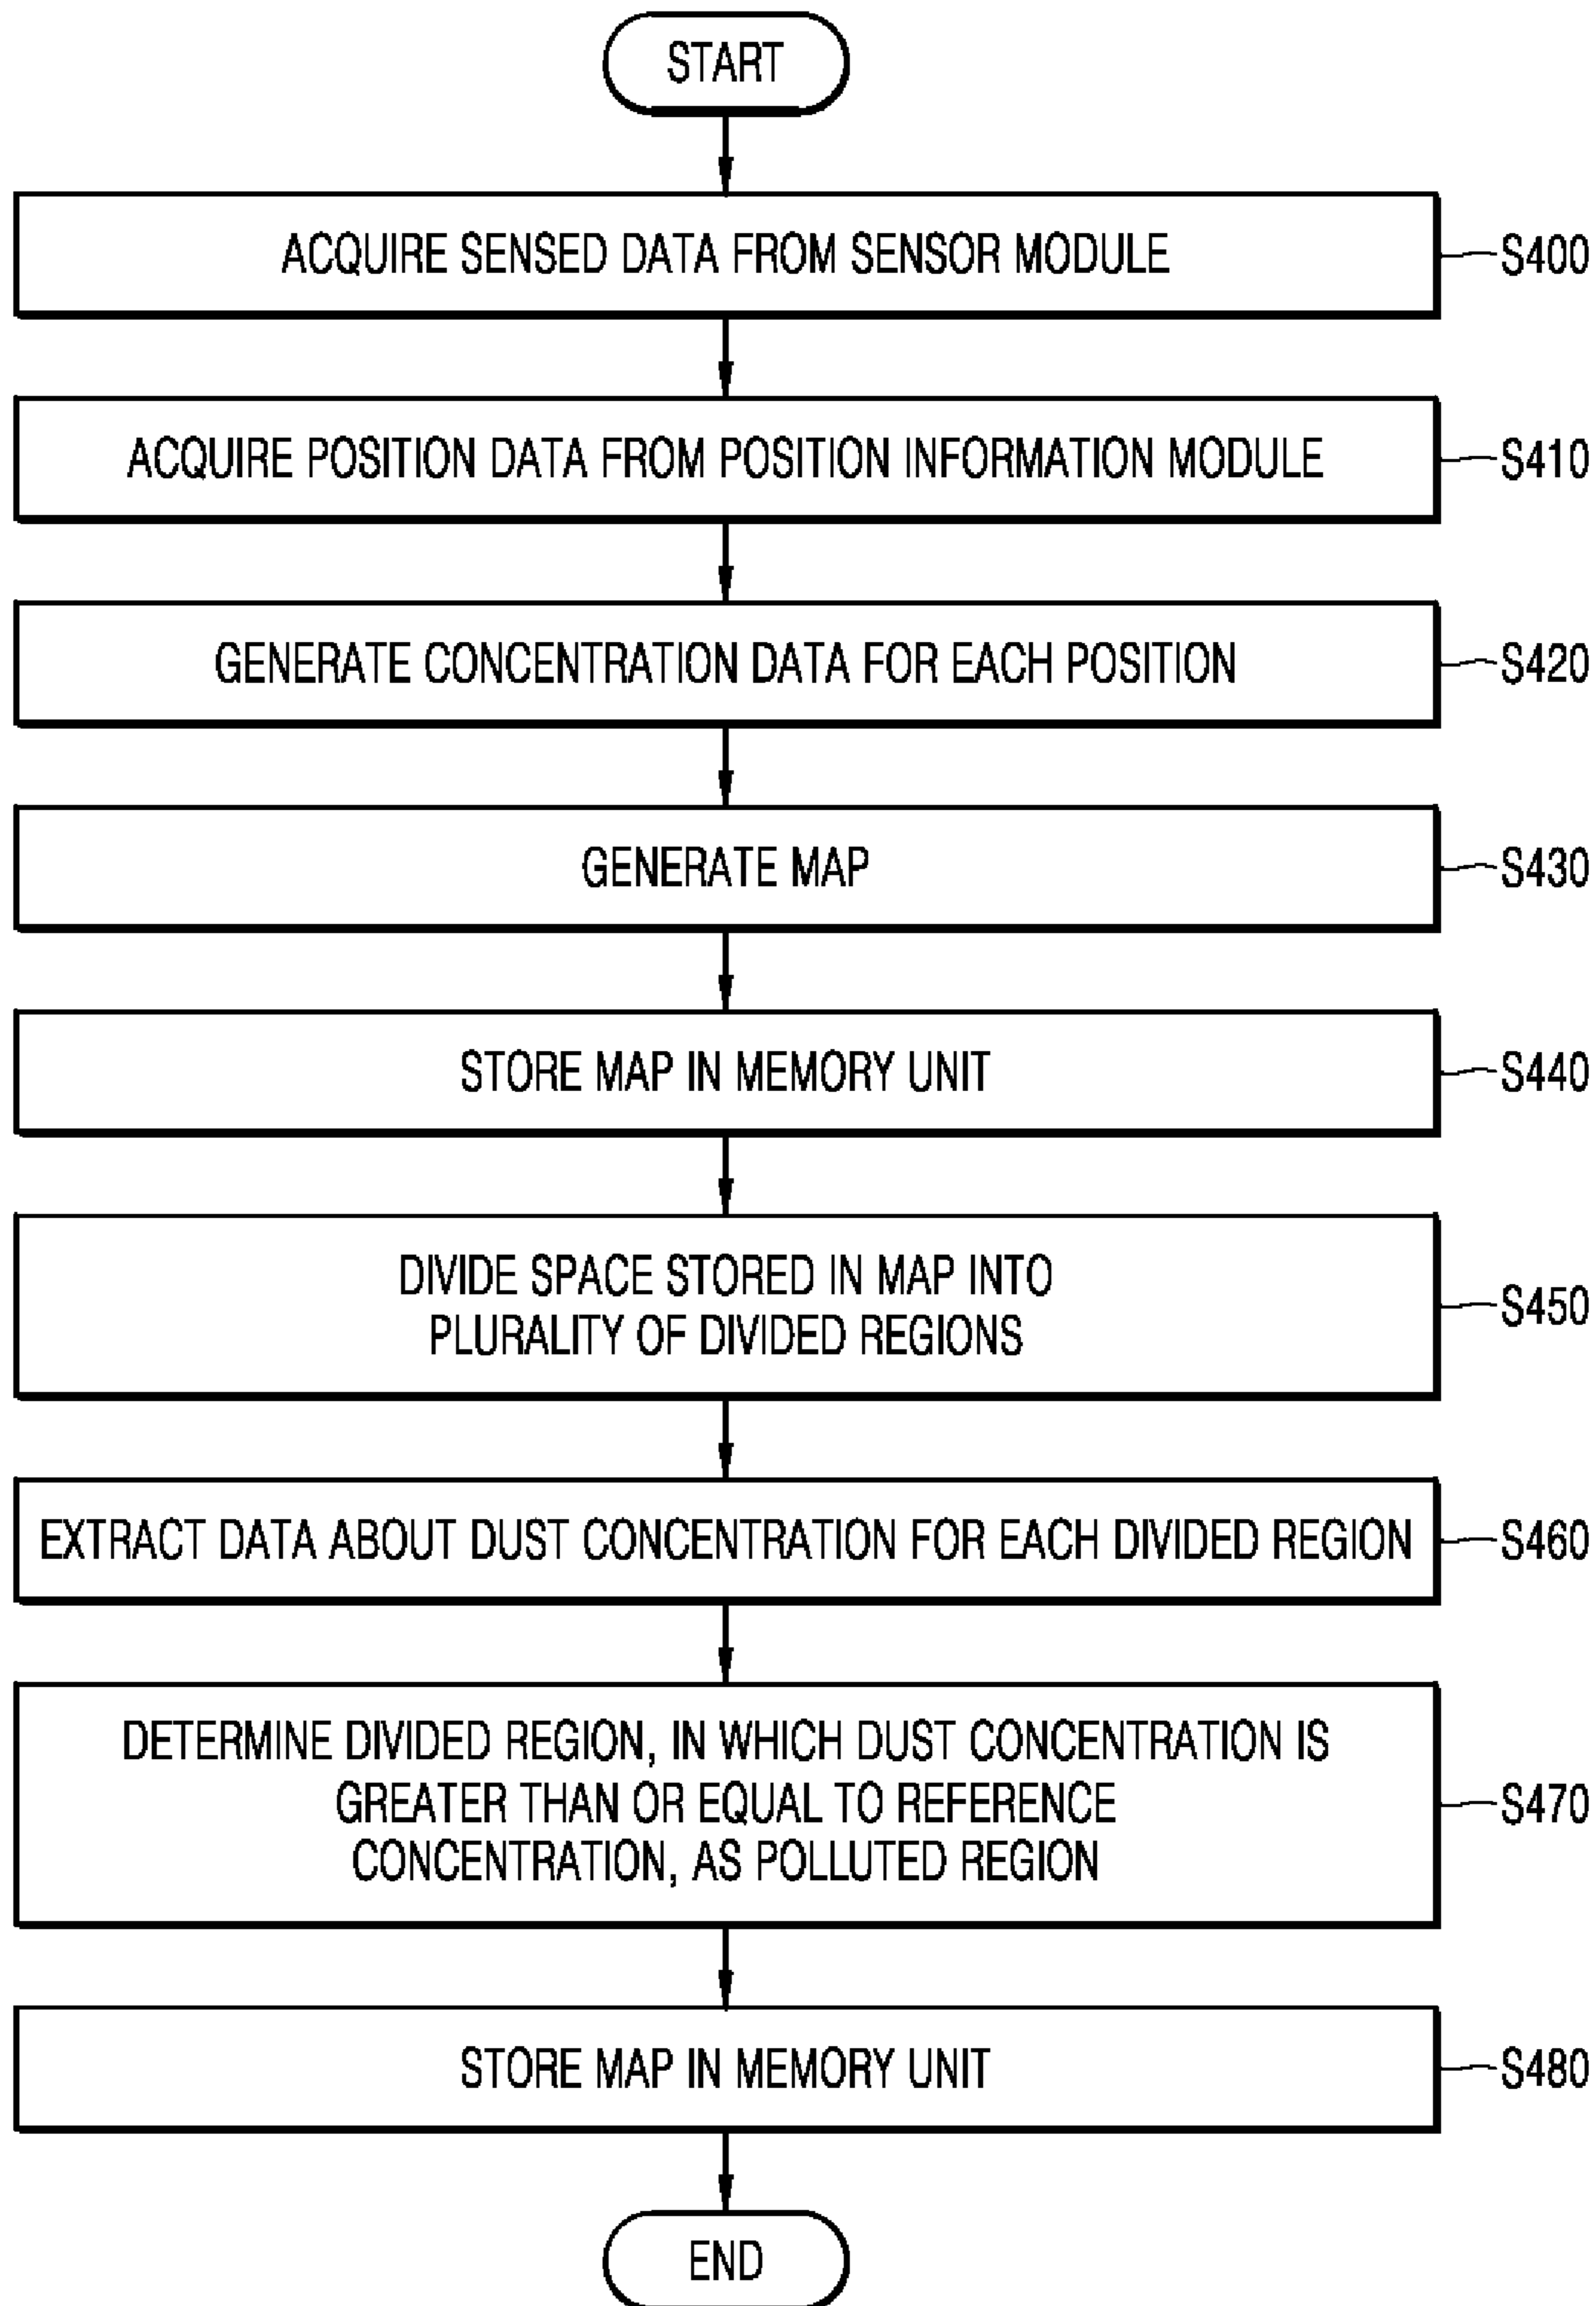 START
ACQUIRE SENSED DATA FROM SENSOR MODULE
S400
ACQUIRE POSITION DATA FROM POSITION INFORMATION MODULE
S410
GENERATE CONCENTRATION DATA FOR EACH POSITION
S420
GENERATE MAP
S430
STORE MAP IN MEMORY UNIT
S440
DIVIDE SPACE STORED IN MAP INTO
PLURALITY OF DIVIDED REGIONS
S450
EXTRACT DATA ABOUT DUST CONCENTRATION FOR EACH DIVIDED REGION
S460
DETERMINE DIVIDED REGION, IN WHICH DUST CONCENTRATION IS
GREATER THAN OR EQUAL TO REFERENCE
CONCENTRATION, AS POLLUTED REGION
S470
STORE MAP IN MEMORY UNIT
S480
END